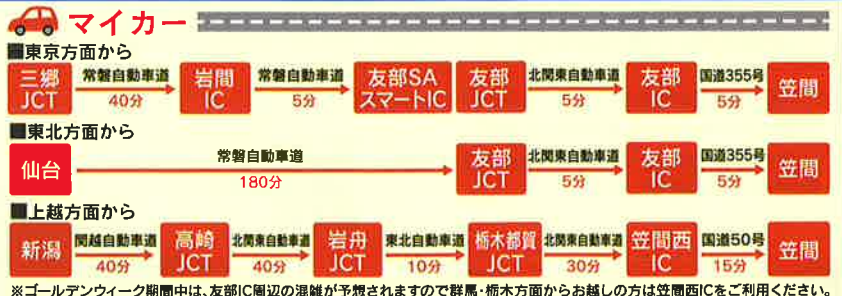 マイカー
■東京方面から
三郷JCT 常磐自動車道 40分 岩間IC 常磐自動車道 5分 友部SAスマートIC 友部JCT 北関東自動車道 5分 友部IC 国道355号 5分 笠間
■東北方面から
仙台 常磐自動車道 180分 友部JCT 北関東自動車道 5分 友部IC 国道355号 5分 笠間
■上越方面から
新潟 関越自動車道 40分 高崎JCT 北関東自動車道 40分 岩舟JCT 東北自動車道 10分 栃木都賀JCT 北関東自動車道 30分 笠間西IC 国道50号 15分 笠間
※ゴールデンウィーク期間中は、友部IC周辺の混雑が予想されますので群馬・栃木方面からお越しの方は笠間西ICをご利用ください。